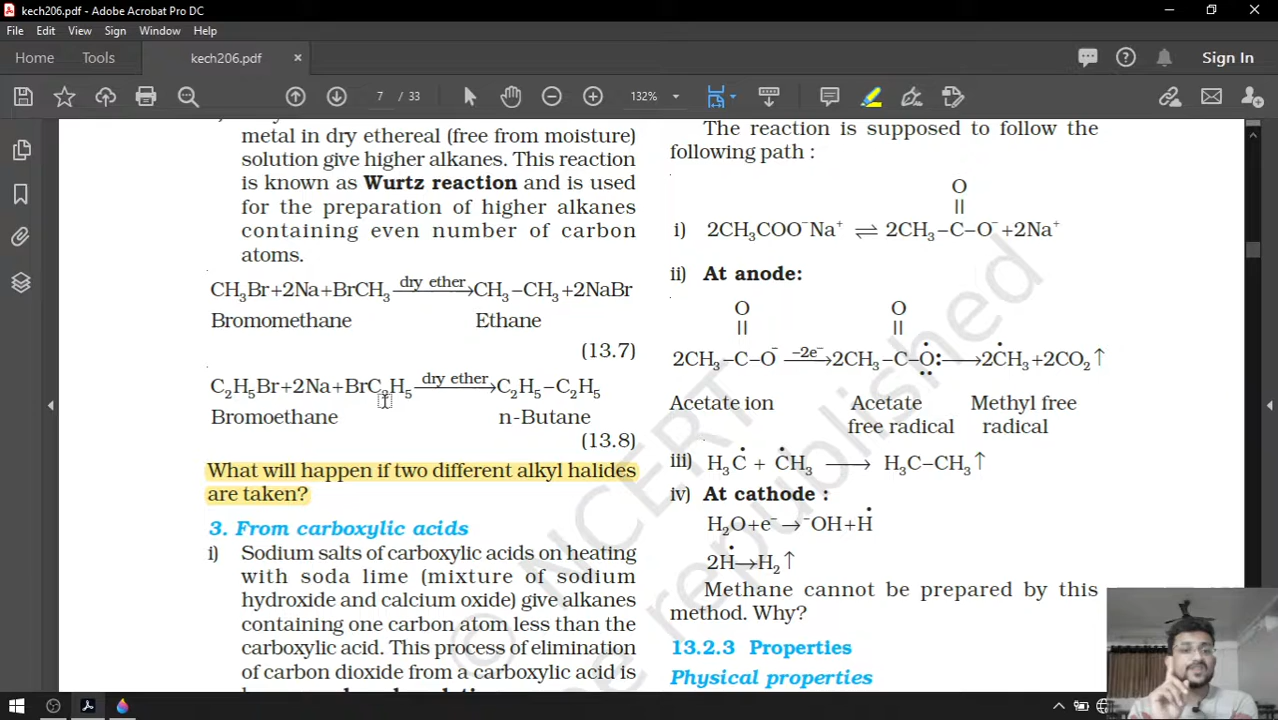 kech206.pdf - Adobe Acrobat Pro DC
File Edit View Sign Window Help
Home Tools kech206.pdf × Sign In
7 / 33 132%
metal in dry ethereal (free from moisture)
solution give higher alkanes. This reaction
is known as Wurtz reaction and is used
for the preparation of higher alkanes
containing even number of carbon
atoms.
CH₃Br+2Na+BrCH₃ dry ether→ CH₃–CH₃+2NaBr
Bromomethane Ethane
(13.7)
C₂H₅Br+2Na+BrC₂H₅ dry ether→ C₂H₅–C₂H₅
Bromoethane n-Butane
(13.8)
What will happen if two different alkyl halides
are taken?
3. From carboxylic acids
i) Sodium salts of carboxylic acids on heating
with soda lime (mixture of sodium
hydroxide and calcium oxide) give alkanes
containing one carbon atom less than the
carboxylic acid. This process of elimination
of carbon dioxide from a carboxylic acid is
The reaction is supposed to follow the
following path :
O
||
i) 2CH₃COO⁻Na⁺ ⇌ 2CH₃–C–O⁻+2Na⁺
ii) At anode:
O O
|| ||
2CH₃–C–O⁻ –2e⁻→ 2CH₃–C–Ȯ: → 2ĊH₃+2CO₂↑
Acetate ion Acetate Methyl free
free radical radical
iii) H₃Ċ + ĊH₃ → H₃C–CH₃↑
iv) At cathode :
H₂O+e⁻→⁻OH+Ḣ
2Ḣ→H₂↑
Methane cannot be prepared by this
method. Why?
13.2.3 Properties
Physical properties
© NCERT
be republished